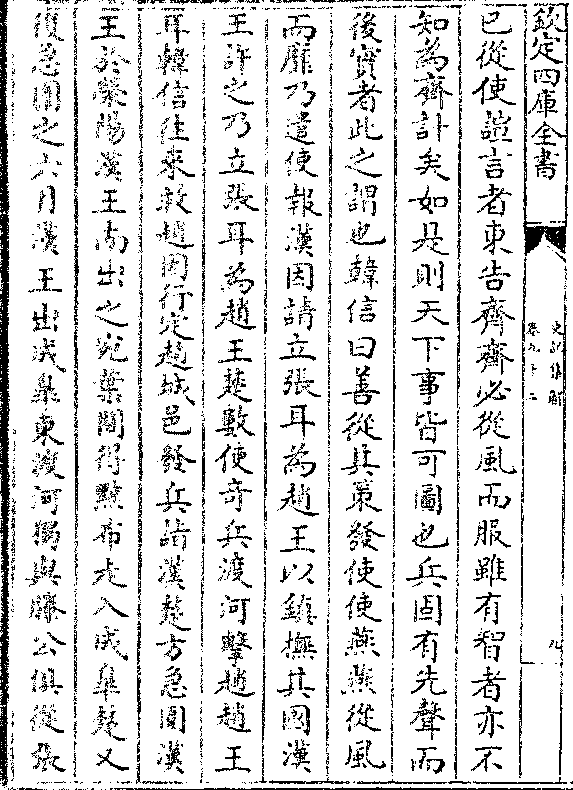 欽定四庫全書
史記集解
卷九十二
九
已從使諠言者東告齊齊必從風而服雖有智者亦不
知為齊計矣如是則天下事皆可圖也兵固有先聲而
後實者此之謂也韓信曰善從其策發使使燕燕從風
而靡乃遣使報漢因請立張耳為趙王以鎮撫其國漢
王許之乃立張耳為趙王楚數使奇兵渡河擊趙趙王
耳韓信往來救趙因行定趙城邑發兵詣漢楚方急圍漢
王於滎陽漢王南出之宛葉間得黥布走入成臯楚又
復急圍之六月漢王出成臯東渡河獨與滕公俱從張